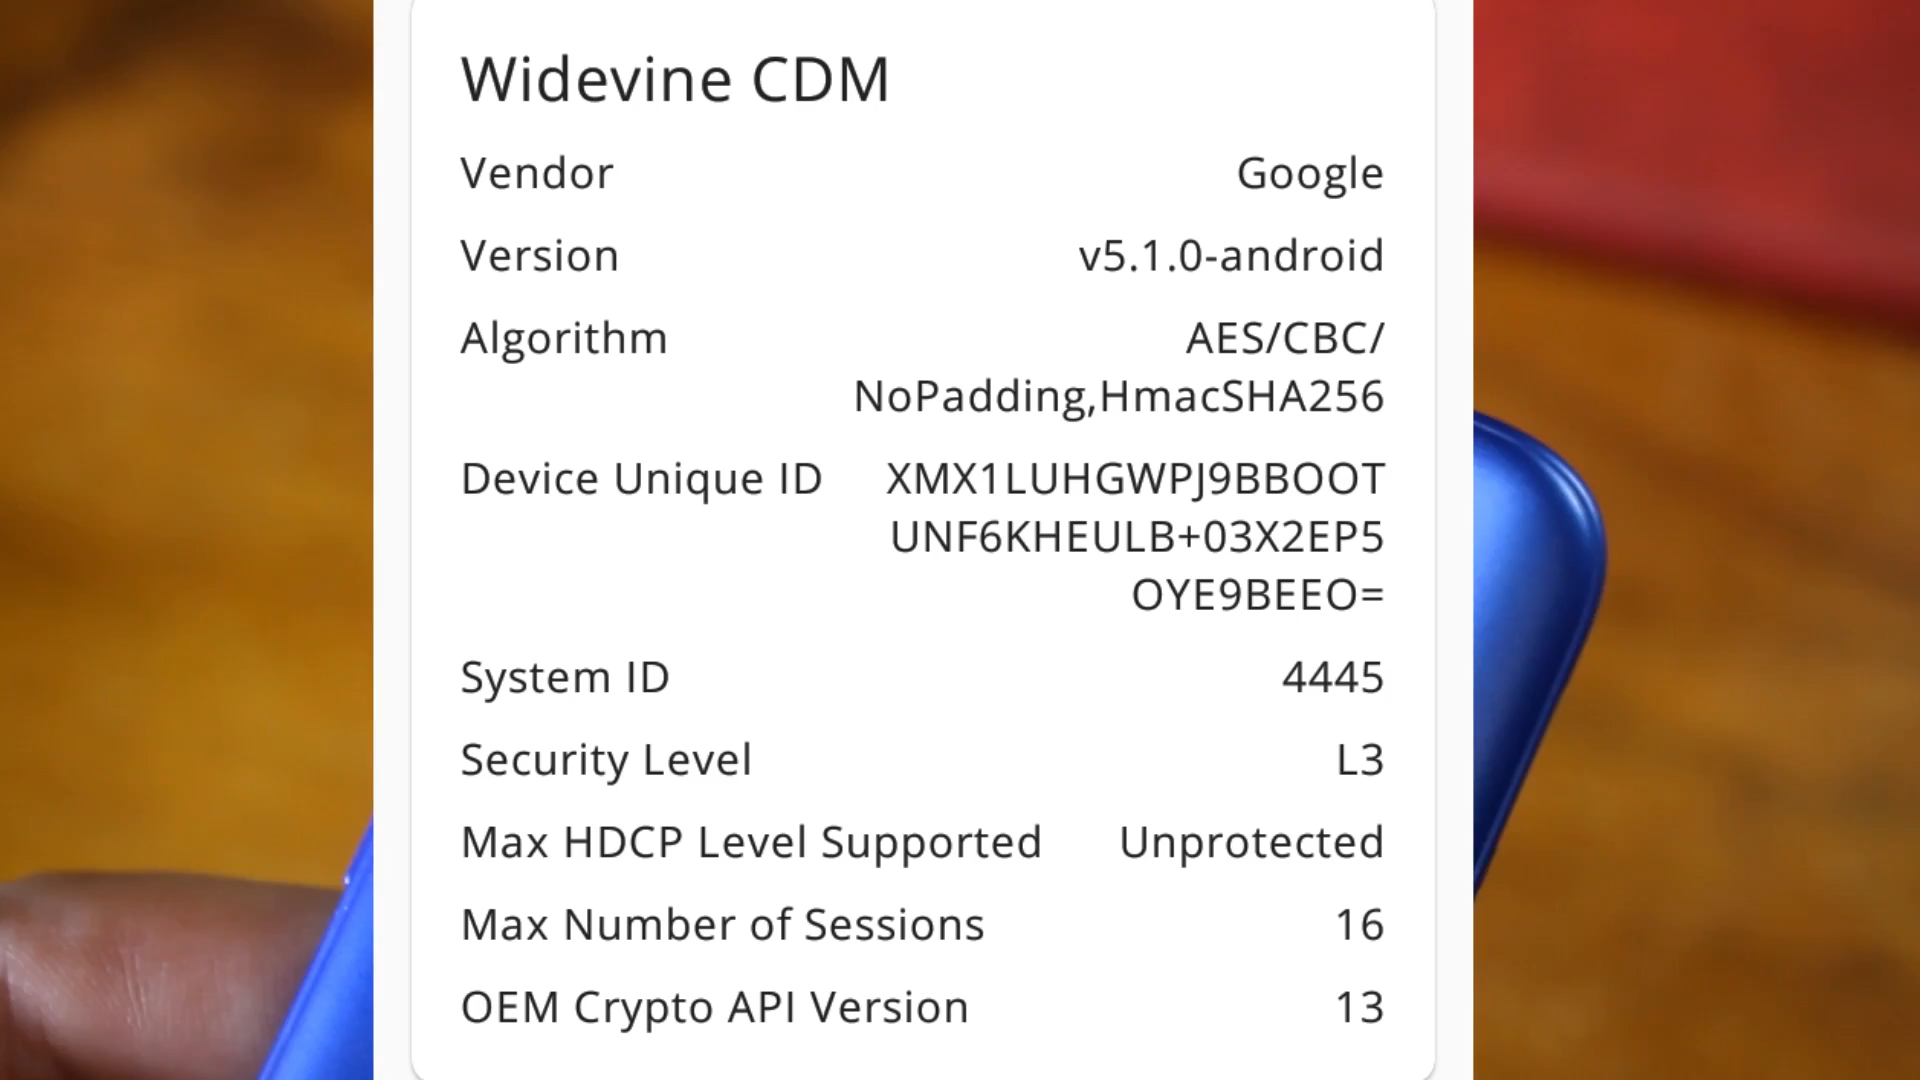 Widevine CDM
Vendor Google
Version v5.1.0-android
Algorithm AES/CBC/
NoPadding,HmacSHA256
Device Unique ID XMX1LUHGWPJ9BBOOT
UNF6KHEULB+03X2EP5
OYE9BEEO=
System ID 4445
Security Level L3
Max HDCP Level Supported Unprotected
Max Number of Sessions 16
OEM Crypto API Version 13